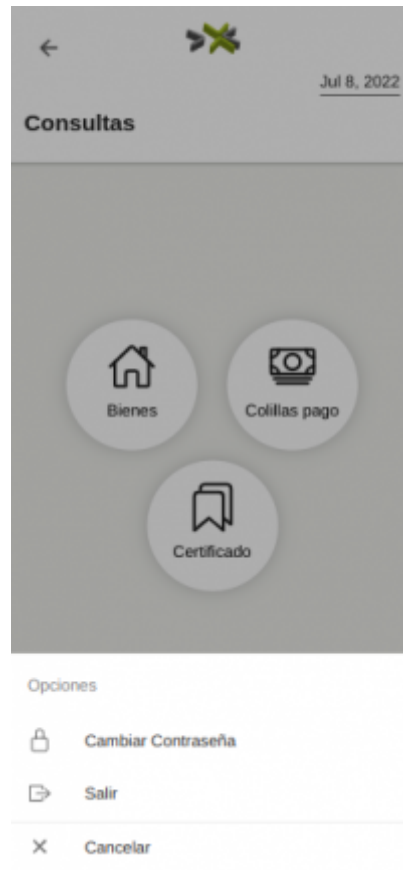 Jul 8, 2022
Consultas
Bienes
Colillas pago
Certificado
Opciones
Cambiar Contraseña
Salir
Cancelar